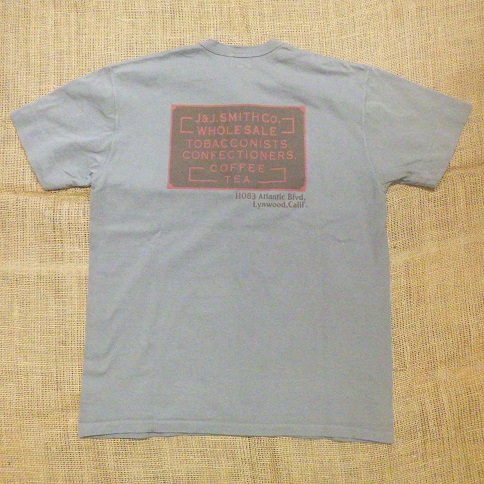 J&J. SMITH CO.
WHOLESALE
TOBACCONISTS
CONFECTIONERS
COFFEE
TEA
11083 Atlantic Blvd.
Lynwood,Calif.